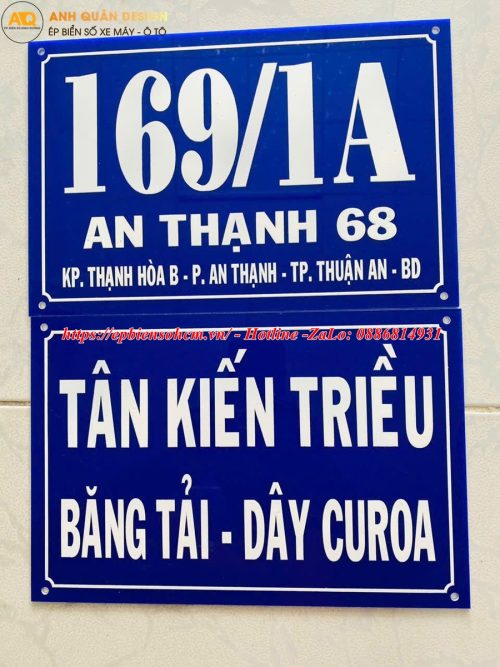 ANH QUÂN DESIGN
ÉP BIỂN SỐ XE MÁY - Ô TÔ
169/1A
AN THẠNH 68
KP. THẠNH HÒA B - P. AN THẠNH - TP. THUẬN AN - BD
https://epbiensohcm.vn/ - Hotline -ZaLo: 0886814931
TÂN KIẾN TRIỀU
BĂNG TẢI - DÂY CUROA